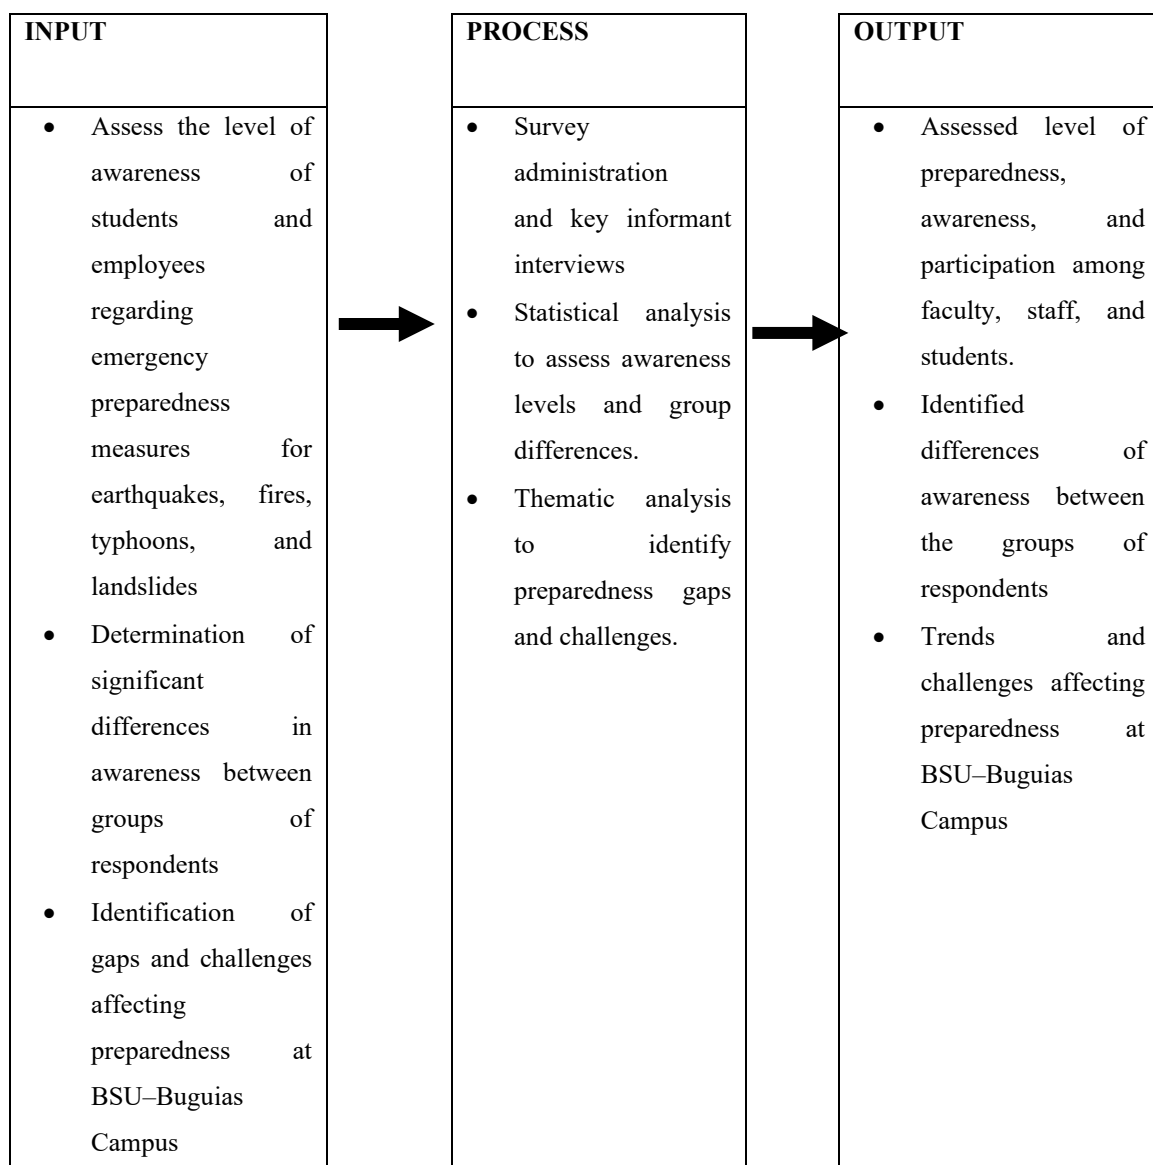 INPUT
• Assess the level of
awareness of
students and
employees
regarding
emergency
preparedness
measures for
earthquakes, fires,
typhoons, and
landslides
• Determination of
significant
differences in
awareness between
groups of
respondents
• Identification of
gaps and challenges
affecting
preparedness at
BSU–Buguias
Campus
PROCESS
• Survey
administration
and key informant
interviews
• Statistical analysis
to assess awareness
levels and group
differences.
• Thematic analysis
to identify
preparedness gaps
and challenges.
OUTPUT
• Assessed level of
preparedness,
awareness, and
participation among
faculty, staff, and
students.
• Identified
differences of
awareness between
the groups of
respondents
• Trends and
challenges affecting
preparedness at
BSU–Buguias
Campus